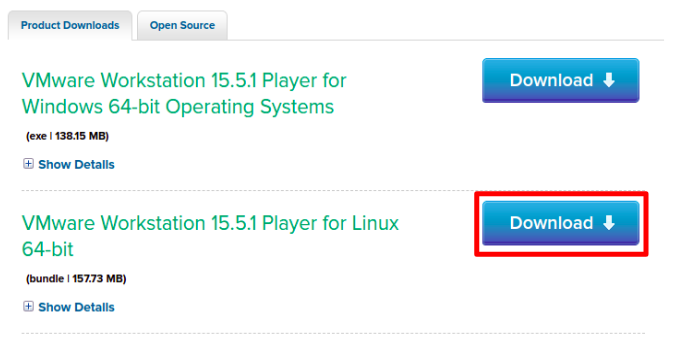 Product Downloads
Open Source
VMware Workstation 15.5.1 Player for
Windows 64-bit Operating Systems
Download
(exe | 138.15 MB)
Show Details
VMware Workstation 15.5.1 Player for Linux
64-bit
Download
(bundle | 157.73 MB)
Show Details